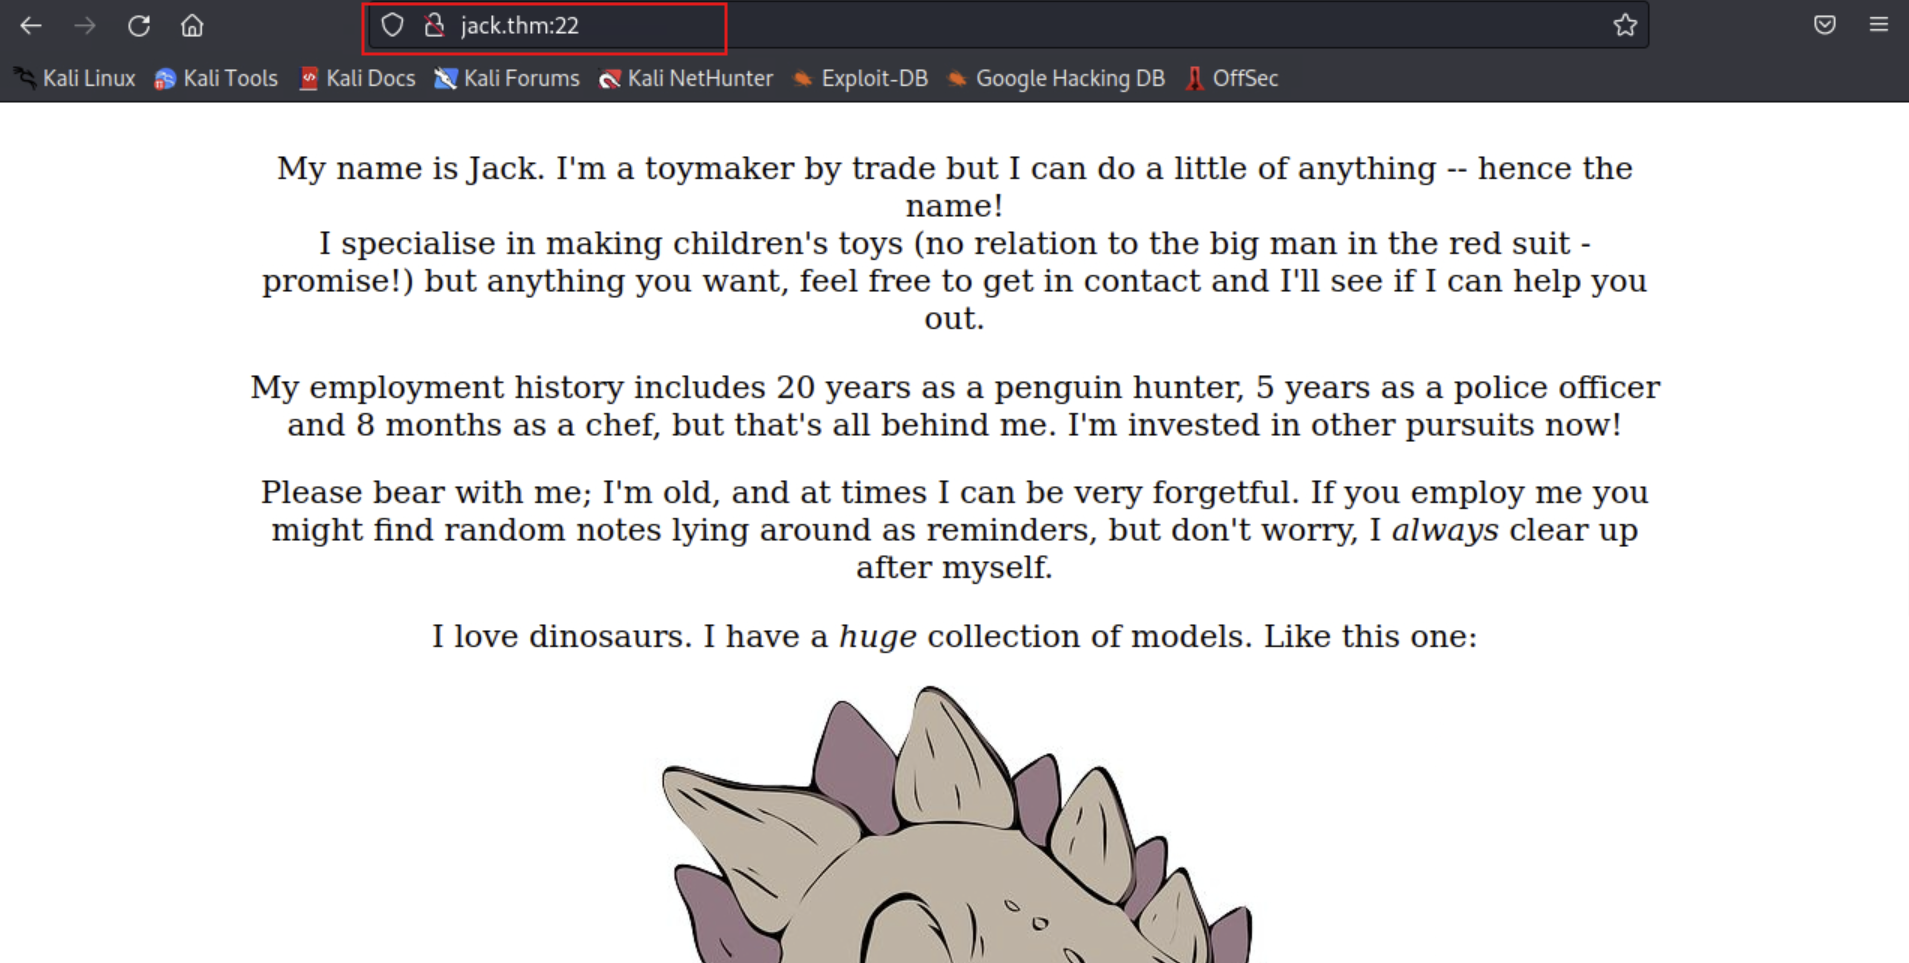 jack.thm:22
Kali Linux Kali Tools Kali Docs Kali Forums Kali NetHunter Exploit-DB Google Hacking DB OffSec
My name is Jack. I'm a toymaker by trade but I can do a little of anything -- hence the
name!
I specialise in making children's toys (no relation to the big man in the red suit -
promise!) but anything you want, feel free to get in contact and I'll see if I can help you
out.
My employment history includes 20 years as a penguin hunter, 5 years as a police officer
and 8 months as a chef, but that's all behind me. I'm invested in other pursuits now!
Please bear with me; I'm old, and at times I can be very forgetful. If you employ me you
might find random notes lying around as reminders, but don't worry, I always clear up
after myself.
I love dinosaurs. I have a huge collection of models. Like this one: